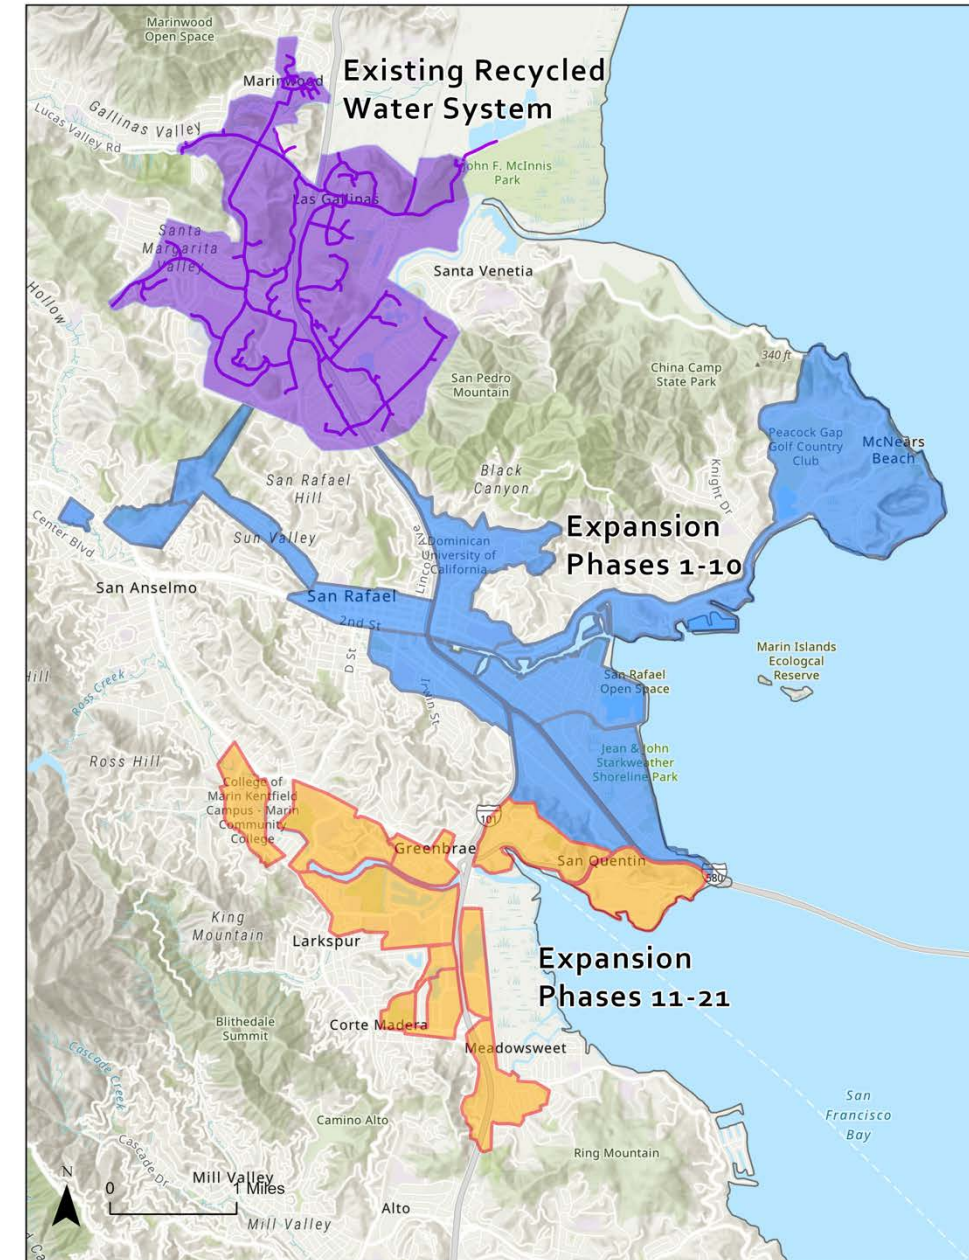 Marinwood
Open Space
Existing Recycled
Water System
Marinwood
Gallinas Valley
Lucas Valley Rd
John F. McInnis
Park
Las Gallinas
Santa
Margarita
Valley
Santa Venetia
Hollow
340 ft
China Camp
State Park
San Pedro
Mountain
Peacock Gap
Golf Country
Club
McNears
Beach
Black
Canyon
San Rafael
Hill
Knight Dr
Center Blvd
Sun Valley
Lincoln Ave
Dominican
University of
California
Expansion
Phases 1-10
San Anselmo
San Rafael
2nd St
D St
Irwin St
Marin Islands
Ecologcal
Reserve
San Rafael
Open Space
Hill
Ross Creek
Ross Hill
Jean & John
Starkweather
Shoreline Park
College of
Marin Kentfield
Campus - Marin
Community
College
101
Greenbrae
San Quentin
580
King
Mountain
Larkspur
Expansion
Phases 11-21
Blithedale
Summit
Corte Madera
Meadowsweet
Cascade Creek
San
Francisco
Bay
Camino Alto
Cascade Dr
Ring Mountain
N
0
1 Miles
Mill Valley
Alto
Mill Valley